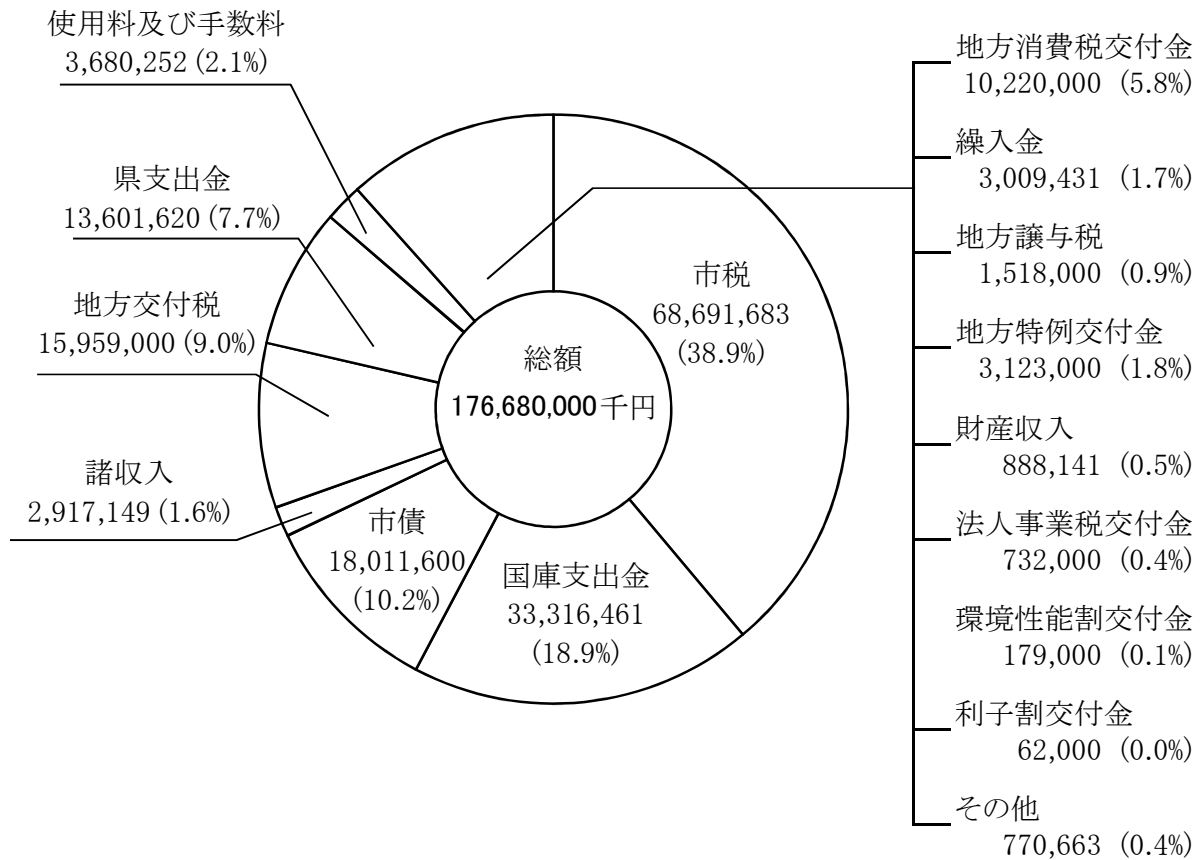 使用料及び手数料
3,680,252 (2.1%)
県支出金
13,601,620 (7.7%)
地方交付税
15,959,000 (9.0%)
諸収入
2,917,149 (1.6%)
総額
176,680,000千円
市税
68,691,683
(38.9%)
国庫支出金
33,316,461
(18.9%)
市債
18,011,600
(10.2%)
地方消費税交付金
10,220,000 (5.8%)
繰入金
3,009,431 (1.7%)
地方譲与税
1,518,000 (0.9%)
地方特例交付金
3,123,000 (1.8%)
財産収入
888,141 (0.5%)
法人事業税交付金
732,000 (0.4%)
環境性能割交付金
179,000 (0.1%)
利子割交付金
62,000 (0.0%)
その他
770,663 (0.4%)